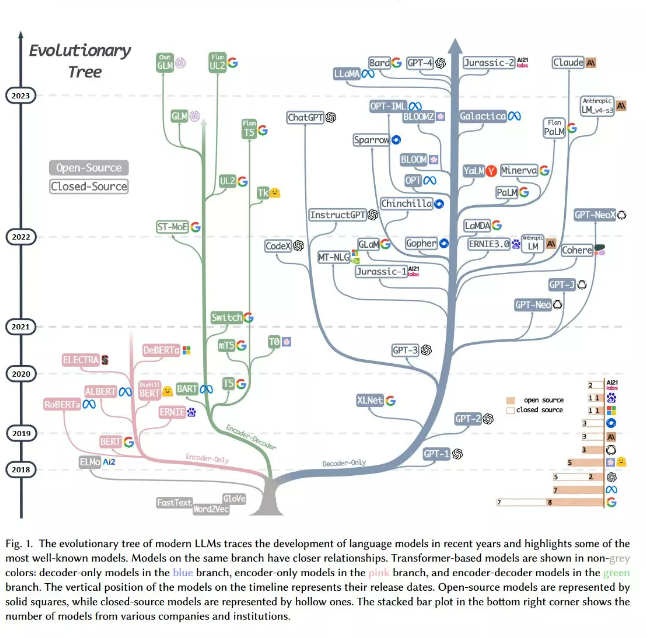 Evolutionary
Tree
2023
2022
2021
2020
2019
2018
Open-Source
Closed-Source
GLM
Flan
UL2
GLM
Flan
T5
UL2
TK
ST-MoE
Switch
mT5
T0
T5
BART
DeBERTa
ELECTRA
ALBERT
Distill
BERT
RoBERTa
ERNIE
BERT
ELMo
Ai2
FastText
GloVe
Word2Vec
Encoder-Only
Encoder-Decoder
Decoder-Only
LLaMA
Bard
GPT-4
Jurassic-2
AI21
labs
Claude
OPT-IML
BLOOMZ
Galactica
Anthropic
LM_v4-s3
ChatGPT
Sparrow
Flan
PaLM
BLOOM
OPT
YaLM
Minerva
PaLM
Chinchilla
InstructGPT
GPT-NeoX
LaMDA
CodeX
GLaM
Gopher
ERNIE3.0
Anthropic
LM
Cohere
MT-NLG
Jurassic-1
AI21
labs
GPT-J
GPT-Neo
GPT-3
XLNet
GPT-2
GPT-1
open source
closed source
2
AI21
labs
1 1
1 1
3
3
3
5
5 2
7
7 8
Fig. 1. The evolutionary tree of modern LLMs traces the development of language models in recent years and highlights some of the
most well-known models. Models on the same branch have closer relationships. Transformer-based models are shown in non-grey
colors: decoder-only models in the blue branch, encoder-only models in the pink branch, and encoder-decoder models in the green
branch. The vertical position of the models on the timeline represents their release dates. Open-source models are represented by
solid squares, while closed-source models are represented by hollow ones. The stacked bar plot in the bottom right corner shows the
number of models from various companies and institutions.